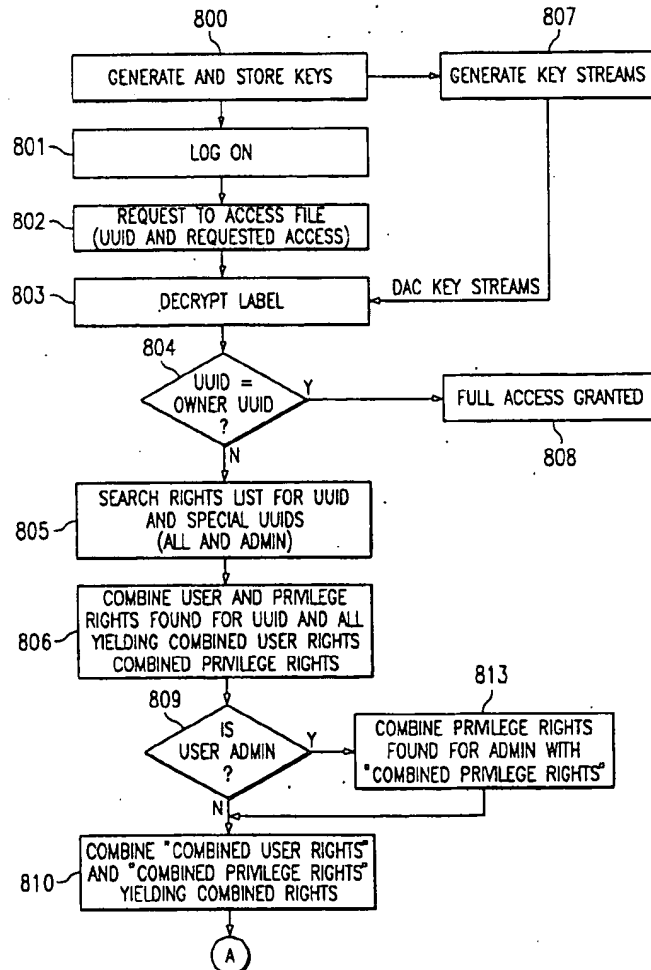 800
807
GENERATE AND STORE KEYS
GENERATE KEY STREAMS
801
LOG ON
802
REQUEST TO ACCESS FILE
(UUID AND REQUESTED ACCESS)
803
DECRYPT LABEL
DAC KEY STREAMS
804
UUID =
OWNER UUID
?
Y
N
FULL ACCESS GRANTED
808
805
SEARCH RIGHTS LIST FOR UUID
AND SPECIAL UUIDS
(ALL AND ADMIN)
806
COMBINE USER AND PRIVILEGE
RIGHTS FOUND FOR UUID AND ALL
YIELDING COMBINED USER RIGHTS
COMBINED PRIVILEGE RIGHTS
809
IS
USER ADMIN
?
Y
N
813
COMBINE PRIVILEGE RIGHTS
FOUND FOR ADMIN WITH
"COMBINED PRIVILEGE RIGHTS"
810
COMBINE "COMBINED USER RIGHTS"
AND "COMBINED PRIVILEGE RIGHTS"
YIELDING COMBINED RIGHTS
A